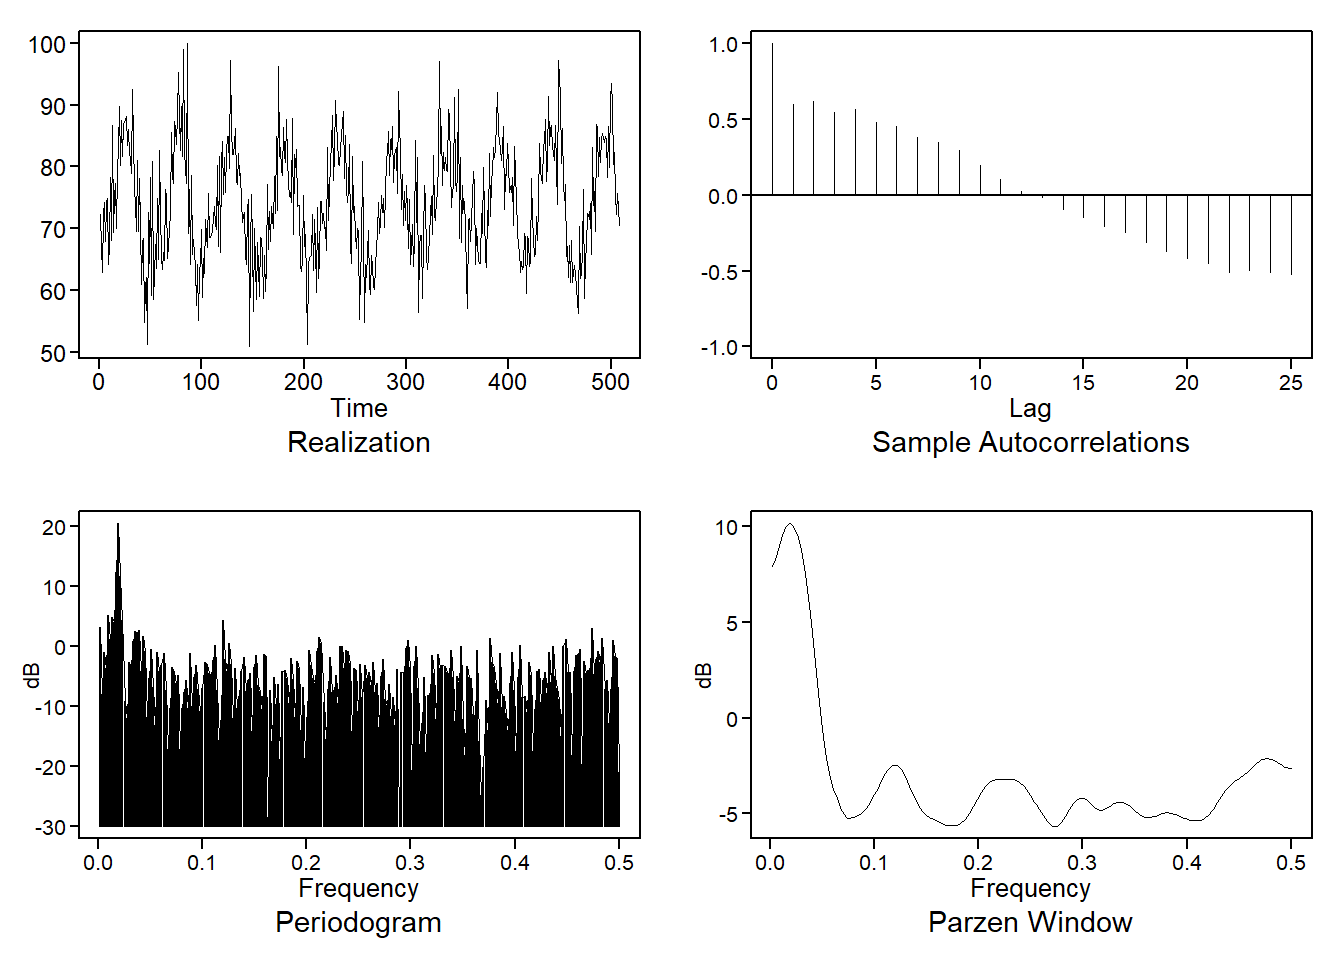 100
90
80
70
60
50
0 100 200 300 400 500
Time
Realization
1.0
0.5
0.0
-0.5
-1.0
0 5 10 15 20 25
Lag
Sample Autocorrelations
20
10
0
-10
-20
-30
dB
0.0 0.1 0.2 0.3 0.4 0.5
Frequency
Periodogram
10
5
0
-5
dB
0.0 0.1 0.2 0.3 0.4 0.5
Frequency
Parzen Window